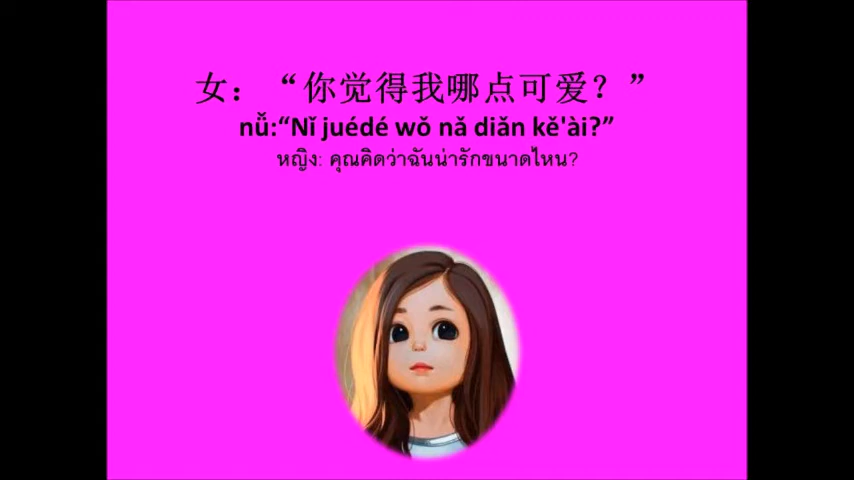 女：“你觉得我哪点可爱？”
nǚ:“Nǐ juédé wǒ nǎ diǎn kě'ài?”
หญิง: คุณคิดว่าฉันน่ารักขนาดไหน?